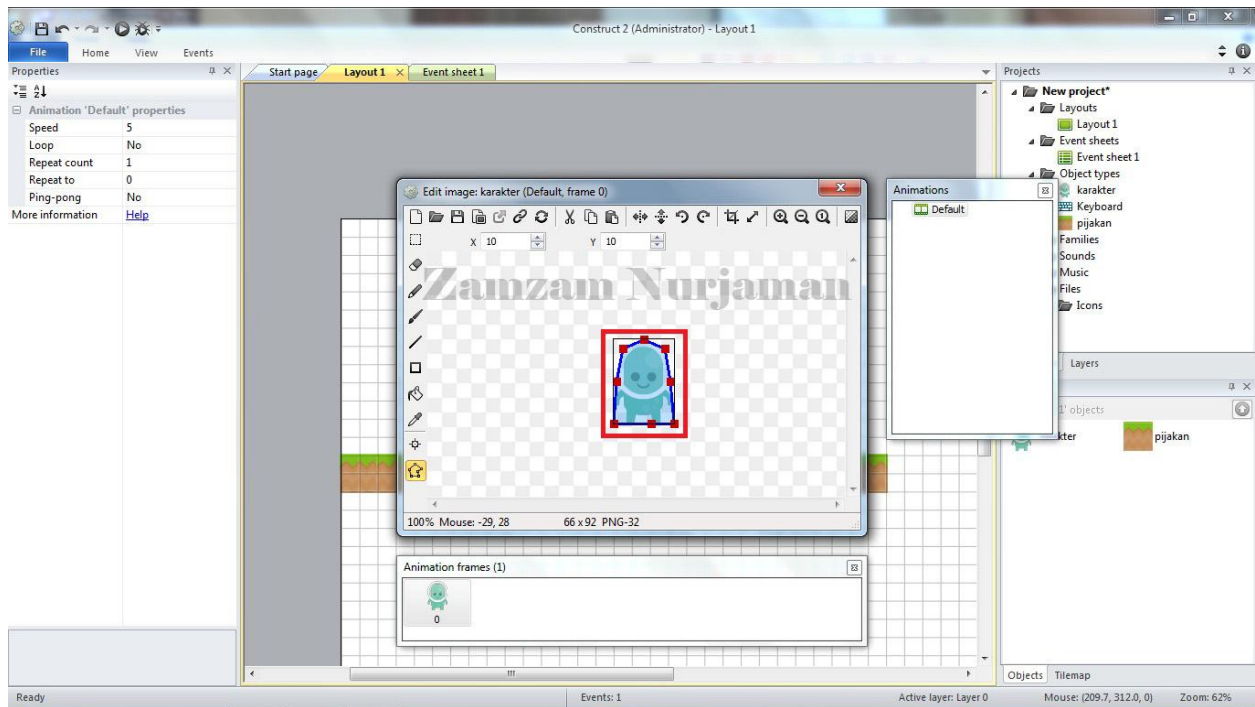 Construct 2 (Administrator) - Layout 1
File Home View Events
Properties
Animation 'Default' properties
Speed 5
Loop No
Repeat count 1
Repeat to 0
Ping-pong No
More information Help
Start page Layout 1 Event sheet 1
Edit image: karakter (Default, frame 0)
X 10 Y 10
Zamzam Nurjaman
100% Mouse: -29, 28 66 x 92 PNG-32
Animation frames (1)
0
Animations
Default
Projects
New project*
Layouts
Layout 1
Event sheets
Event sheet 1
Object types
karakter
Keyboard
pijakan
Families
Sounds
Music
Files
Icons
Layers
1' objects
kter pijakan
Objects Tilemap
Ready Events: 1 Active layer: Layer 0 Mouse: (209.7, 312.0, 0) Zoom: 62%